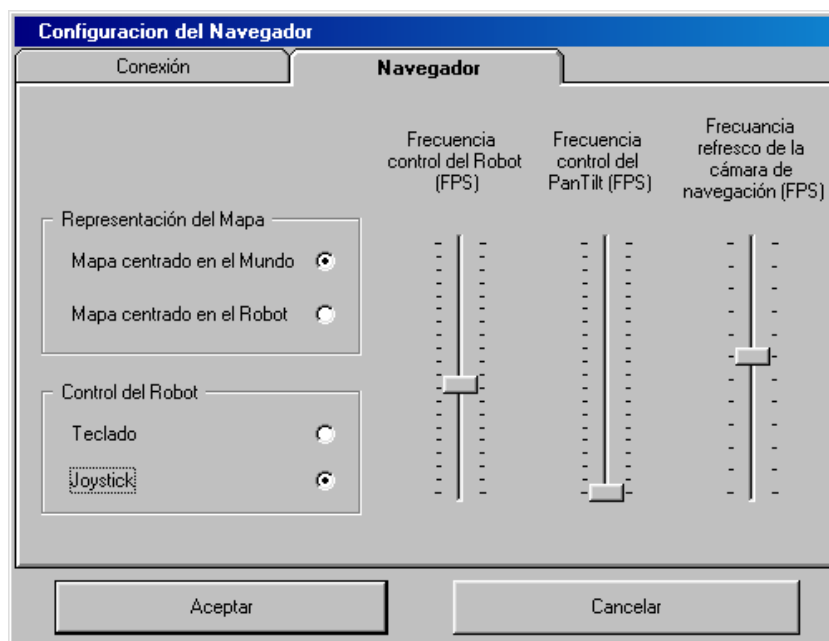 Configuracion del Navegador
Conexión
Navegador
Frecuencia
control del Robot
(FPS)
Frecuencia
control del
PanTilt (FPS)
Frecuancia
refresco de la
cámara de
navegación (FPS)
Representación del Mapa
Mapa centrado en el Mundo
Mapa centrado en el Robot
Control del Robot
Teclado
Joystick
Aceptar
Cancelar